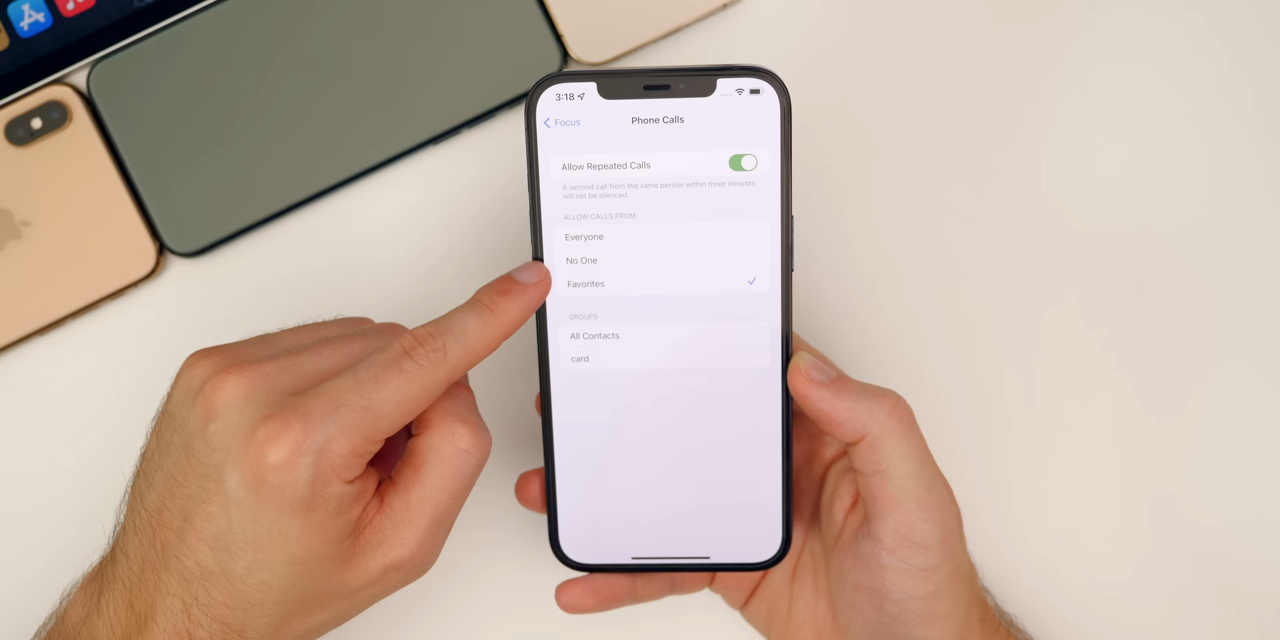 3:18
Focus
Phone Calls
Allow Repeated Calls
A second call from the same person within three minutes
will not be silenced.
ALLOW CALLS FROM
Everyone
No One
Favorites
GROUPS
All Contacts
card